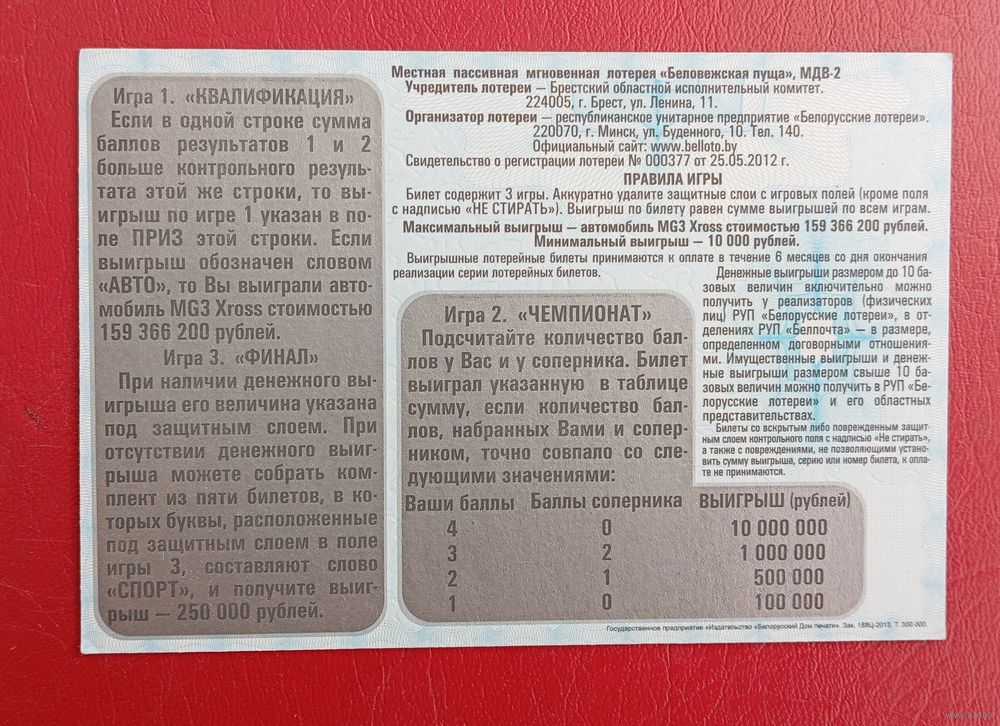 Игра 1. «КВАЛИФИКАЦИЯ»
Если в одной строке сумма
баллов результатов 1 и 2
больше контрольного резуль-
тата этой же строки, то вы-
игрыш по игре 1 указан в по-
ле ПРИЗ этой строки. Если
выигрыш обозначен словом
«АВТО», то Вы выиграли авто-
мобиль MG3 Xross стоимостью
159 366 200 рублей.
Игра 3. «ФИНАЛ»
При наличии денежного вы-
игрыша его величина указана
под защитным слоем. При
отсутствии денежного выиг-
рыша можете собрать ком-
плект из пяти билетов, в ко-
торых буквы, расположенные
под защитным слоем в поле
игры 3, составляют слово
«СПОРТ», и получите выиг-
рыш — 250 000 рублей.
Местная пассивная мгновенная лотерея «Беловежская пуща», МДВ-2
Учредитель лотереи — Брестский областной исполнительный комитет.
224005, г. Брест, ул. Ленина, 11.
Организатор лотереи — республиканское унитарное предприятие «Белорусские лотереи».
220070, г. Минск, ул. Буденного, 10. Тел. 140.
Официальный сайт: www.belloto.by
Свидетельство о регистрации лотереи № 000377 от 25.05.2012 г.
ПРАВИЛА ИГРЫ
Билет содержит 3 игры. Аккуратно удалите защитные слои с игровых полей (кроме поля
с надписью «НЕ СТИРАТЬ»). Выигрыш по билету равен сумме выигрышей по всем играм.
Максимальный выигрыш — автомобиль MG3 Xross стоимостью 159 366 200 рублей.
Минимальный выигрыш — 10 000 рублей.
Выигрышные лотерейные билеты принимаются к оплате в течение 6 месяцев со дня окончания
реализации серии лотерейных билетов.
Денежные выигрыши размером до 10 ба-
зовых величин включительно можно
получить у реализаторов (физических
лиц) РУП «Белорусские лотереи», в от-
делениях РУП «Белпочта» — в размере,
определенном договорными отношения-
ми. Имущественные выигрыши и денеж-
ные выигрыши размером свыше 10 ба-
зовых величин можно получить в РУП «Бе-
лорусские лотереи» и его областных
представительствах.
Билеты со вскрытым либо поврежденным защит-
ным слоем контрольного поля с надписью «Не стирать»,
а также с повреждениями, не позволяющими устано-
вить сумму выигрыша, серию или номер билета, к опла-
те не принимаются.
Игра 2. «ЧЕМПИОНАТ»
Подсчитайте количество бал-
лов у Вас и у соперника. Билет
выиграл указанную в таблице
сумму, если количество бал-
лов, набранных Вами и сопер-
ником, точно совпало со сле-
дующими значениями:
Ваши баллы Баллы соперника ВЫИГРЫШ (рублей)
4 0 10 000 000
3 2 1 000 000
2 1 500 000
1 0 100 000
Государственное предприятие «Издательство «Белорусский Дом печати». Зак. 188Ц-2013. Т. 300 000.